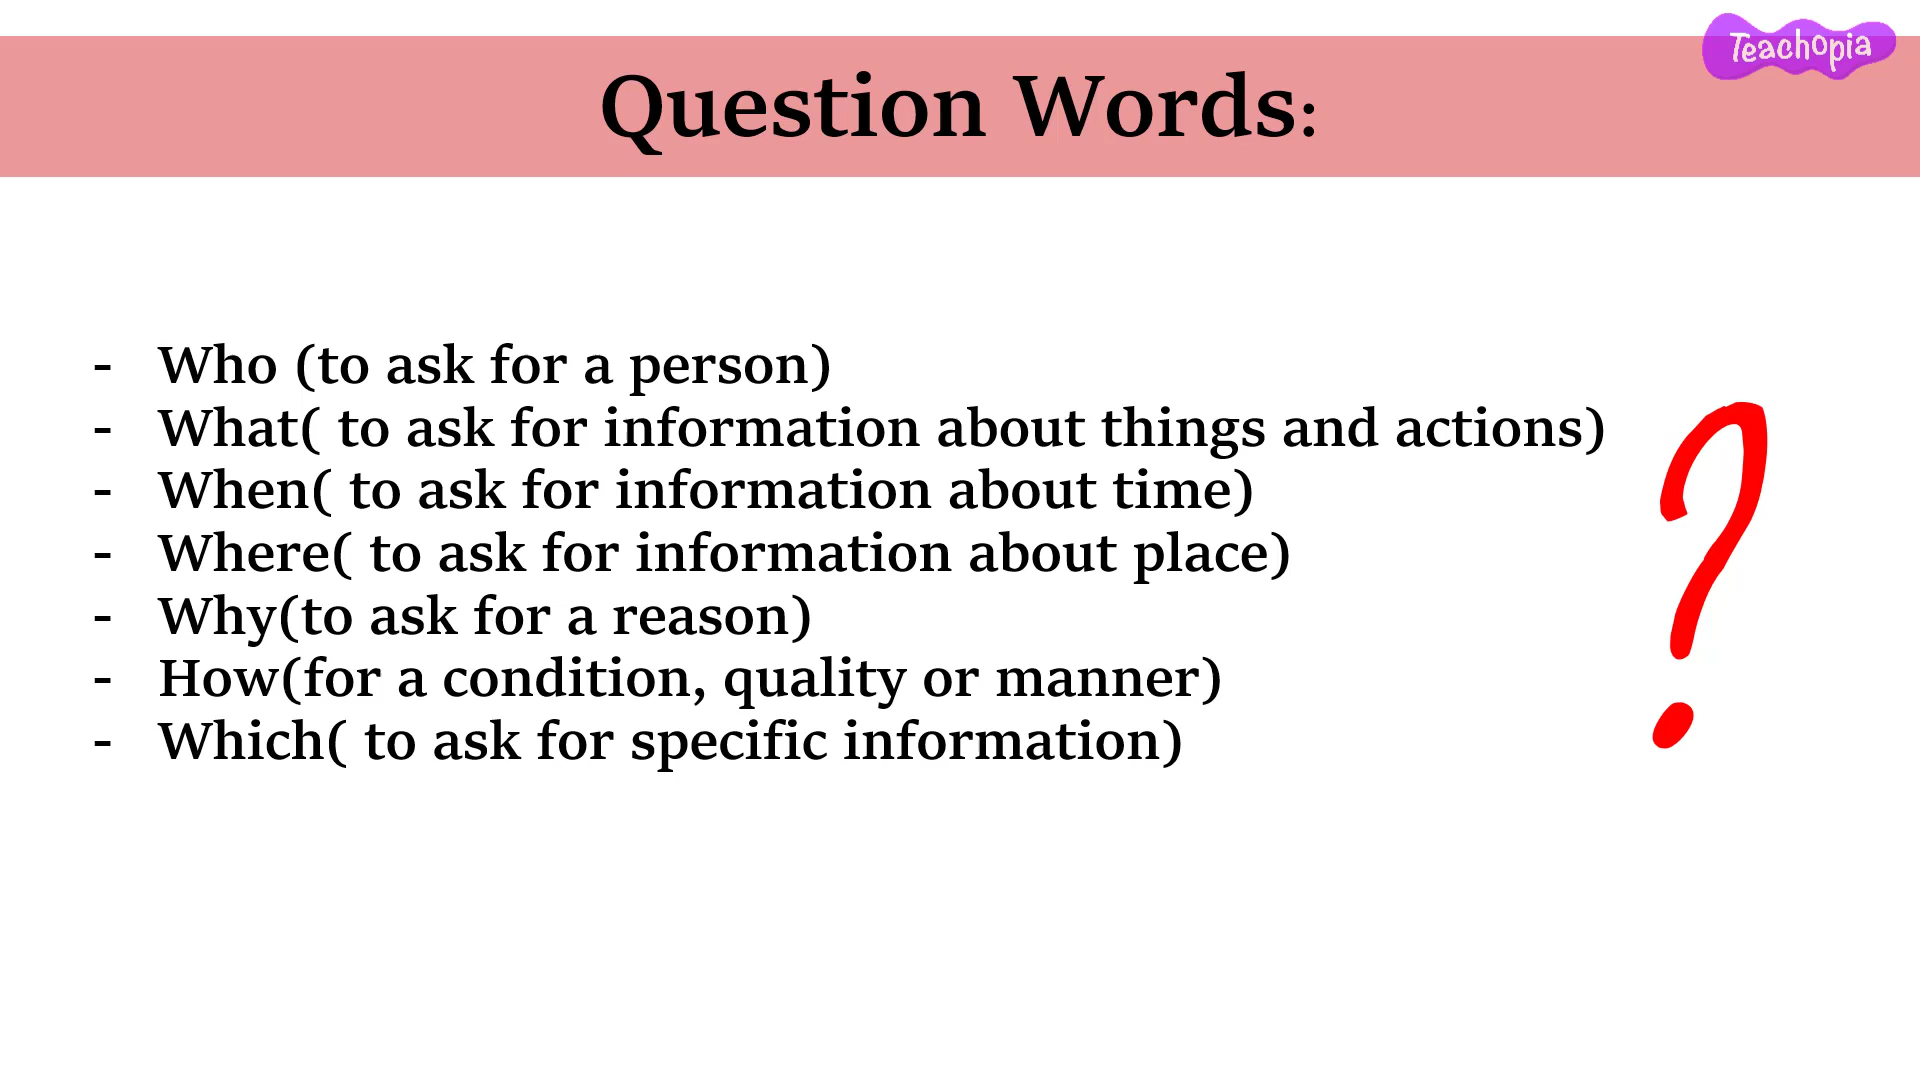 Teachopia
Question Words:
- Who (to ask for a person)
- What( to ask for information about things and actions)
- When( to ask for information about time)
- Where( to ask for information about place)
- Why(to ask for a reason)
- How(for a condition, quality or manner)
- Which( to ask for specific information)
?